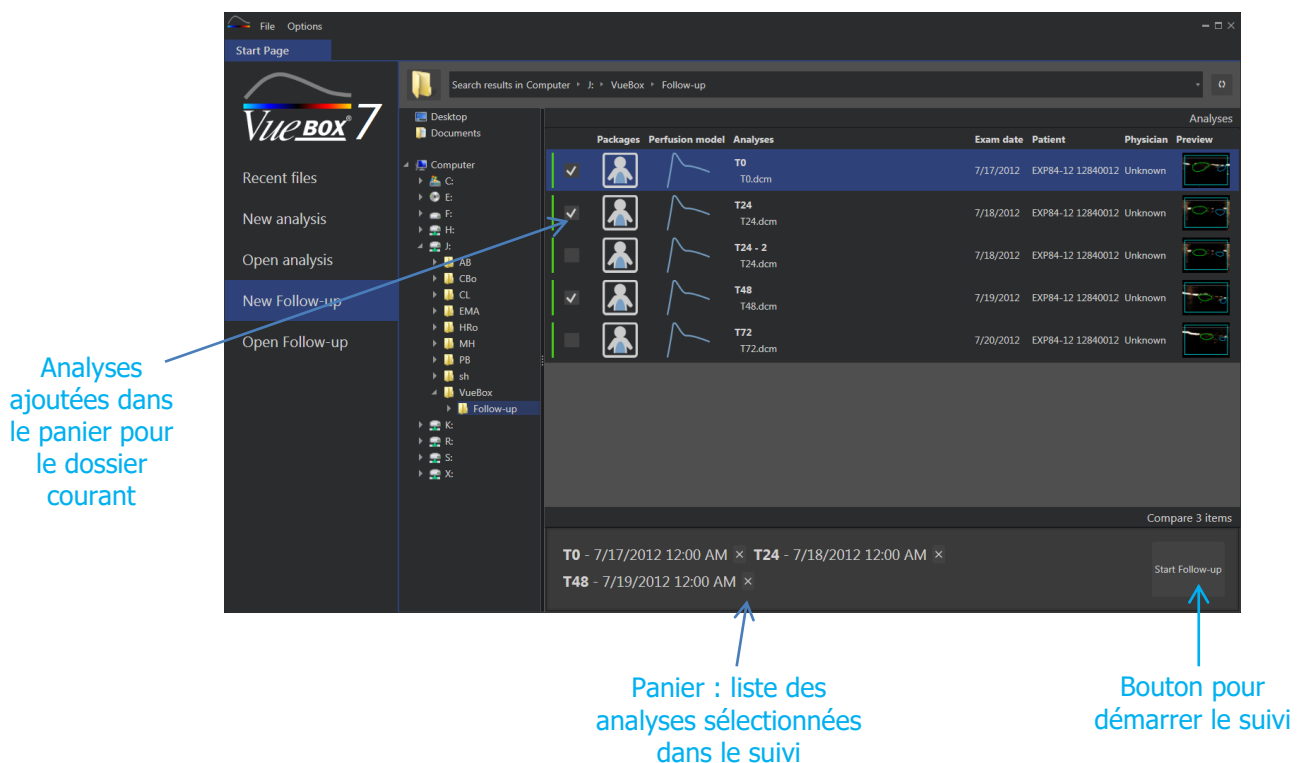 File Options
Start Page
VUE BOX® 7
Recent files
New analysis
Open analysis
New Follow-up
Open Follow-up
Search results in Computer J: VueBox Follow-up
Desktop
Documents
Computer
C:
E:
F:
H:
J:
AB
CBo
CL
EMA
HRo
MH
PB
sh
VueBox
Follow-up
K:
R:
S:
X:
Analyses
Packages Perfusion model Analyses Exam date Patient Physician Preview
T0
T0.dcm
7/17/2012 EXP84-12 12840012 Unknown
T24
T24.dcm
7/18/2012 EXP84-12 12840012 Unknown
T24 - 2
T24.dcm
7/18/2012 EXP84-12 12840012 Unknown
T48
T48.dcm
7/19/2012 EXP84-12 12840012 Unknown
T72
T72.dcm
7/20/2012 EXP84-12 12840012 Unknown
Compare 3 items
T0 - 7/17/2012 12:00 AM × T24 - 7/18/2012 12:00 AM ×
T48 - 7/19/2012 12:00 AM ×
Start Follow-up
Analyses
ajoutées dans
le panier pour
le dossier
courant
Panier : liste des
analyses sélectionnées
dans le suivi
Bouton pour
démarrer le suivi